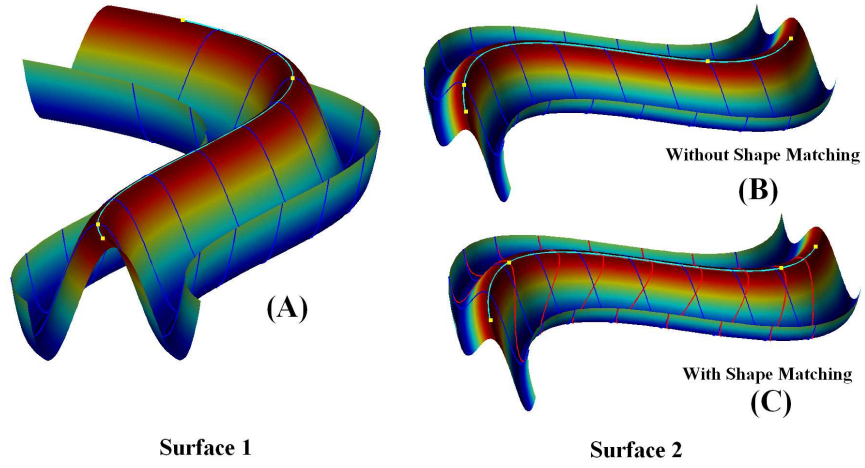 Without Shape Matching
(B)
(A)
With Shape Matching
(C)
Surface 1
Surface 2